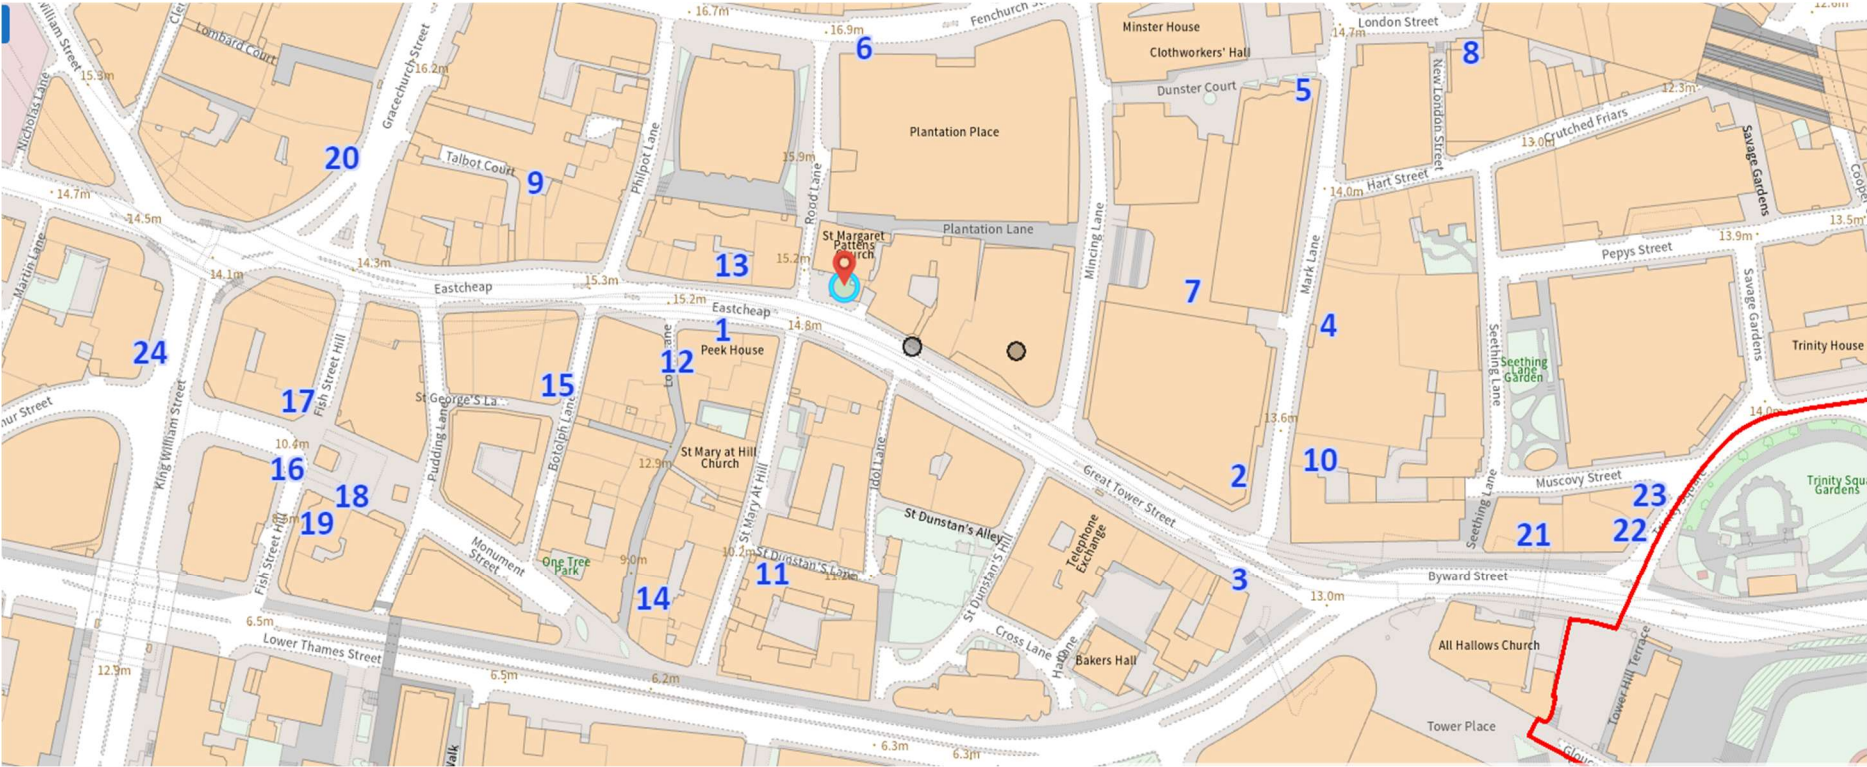 16.7m
Fenchurch St
16.9m
6
Minster House
Clothworkers' Hall
London Street
14.7m
8
William Street
Lombard Court
Gracechurch Street
16.2m
15.3m
Nicholas Lane
Dunster Court
5
New London Street
12.3m
Crutched Friars
13.0m
Savage Gardens
Plantation Place
20
Talbot Court
9
Philpot Lane
15.9m
Rood Lane
Hart Street
14.0m
14.7m
14.5m
Mincing Lane
Plantation Lane
13.5m
13.9m
Pepys Street
Martin Lane
St Margaret
Pattens
Church
13
15.2m
14.3m
14.1m
15.3m
Eastcheap
15.2m
Mark Lane
7
Savage Gardens
Eastcheap
14.8m
1
Peek House
12
4
Seething Lane
Seething
Lane
Garden
Trinity House
24
Fish Street Hill
17
15
St George'S La...
Pudding Lane
Botolph Lane
King William Street
10.4m
16
18
19
13.6m
14.0m
12.9m
St Mary at Hill
Church
St Mary At Hill
Idol Lane
Great Tower Street
2
10
Muscovy Street
23
Seething Lane
21
22
Trinity Squ
Gardens
St Dunstan's Alley
Telephone
Exchange
St Dunstan'S Hill
Fish Street Hill
Monument
Street
One Tree
Park
9.0m
10.2m
St Dunstan'S Lane
11
14
3
13.0m
Byward Street
6.5m
Lower Thames Street
Cross Lane
Bakers Hall
All Hallows Church
Tower Hill Terrace
12.9m
6.5m
6.2m
6.3m
6.3m
Tower Place
Walk